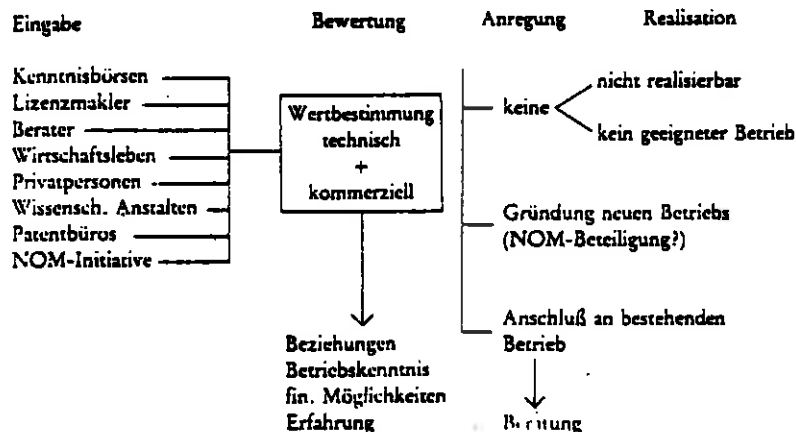 Eingabe
Bewertung
Anregung
Realisation
Kenntnisbörsen
Lizenzmakler
Berater
Wirtschaftsleben
Privatpersonen
Wissensch. Anstalten
Patentbüros
NOM-Initiative
Wertbestimmung
technisch
+
kommerziell
Beziehungen
Betriebskenntnis
fin. Möglichkeiten
Erfahrung
keine
nicht realisierbar
kein geeigneter Betrieb
Gründung neuen Betriebs
(NOM-Beteiligung?)
Anschluß an bestehenden
Betrieb